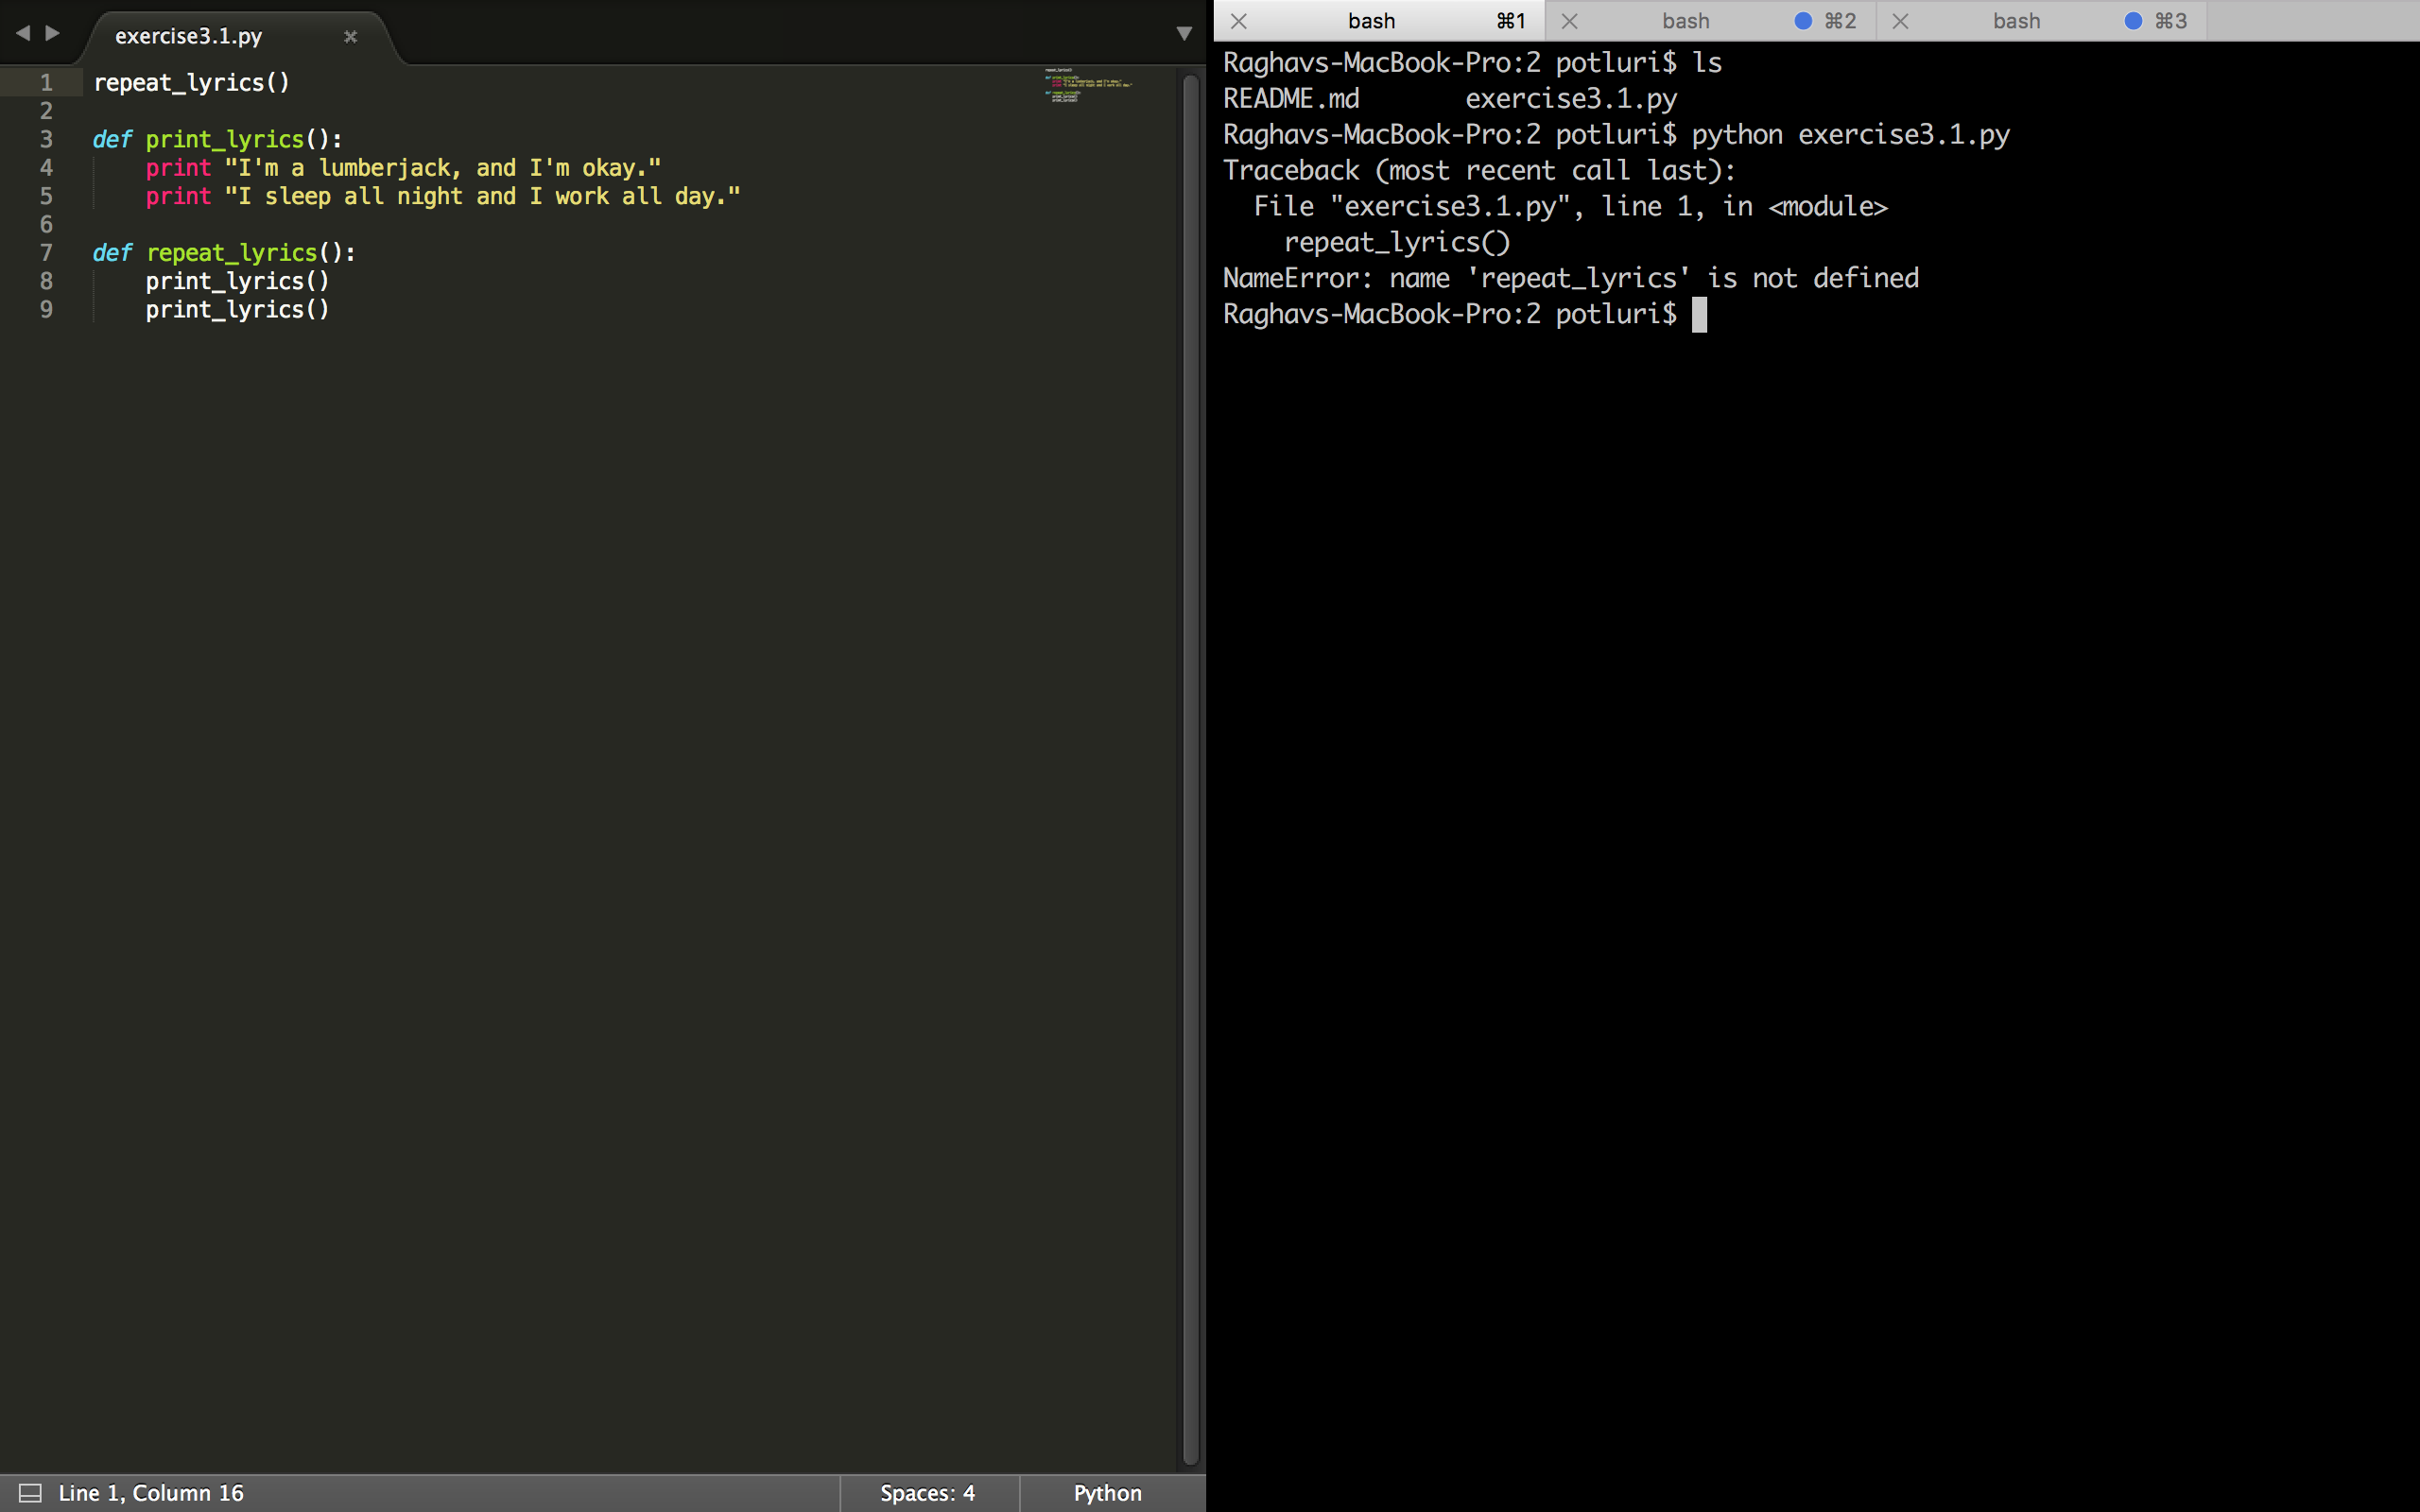 exercise3.1.py
1 repeat_lyrics()
2
3 def print_lyrics():
4     print "I'm a lumberjack, and I'm okay."
5     print "I sleep all night and I work all day."
6
7 def repeat_lyrics():
8     print_lyrics()
9     print_lyrics()
Line 1, Column 16
Spaces: 4
Python
bash ⌘1
bash ⌘2
bash ⌘3
Raghavs-MacBook-Pro:2 potluri$ ls
README.md       exercise3.1.py
Raghavs-MacBook-Pro:2 potluri$ python exercise3.1.py
Traceback (most recent call last):
  File "exercise3.1.py", line 1, in <module>
    repeat_lyrics()
NameError: name 'repeat_lyrics' is not defined
Raghavs-MacBook-Pro:2 potluri$